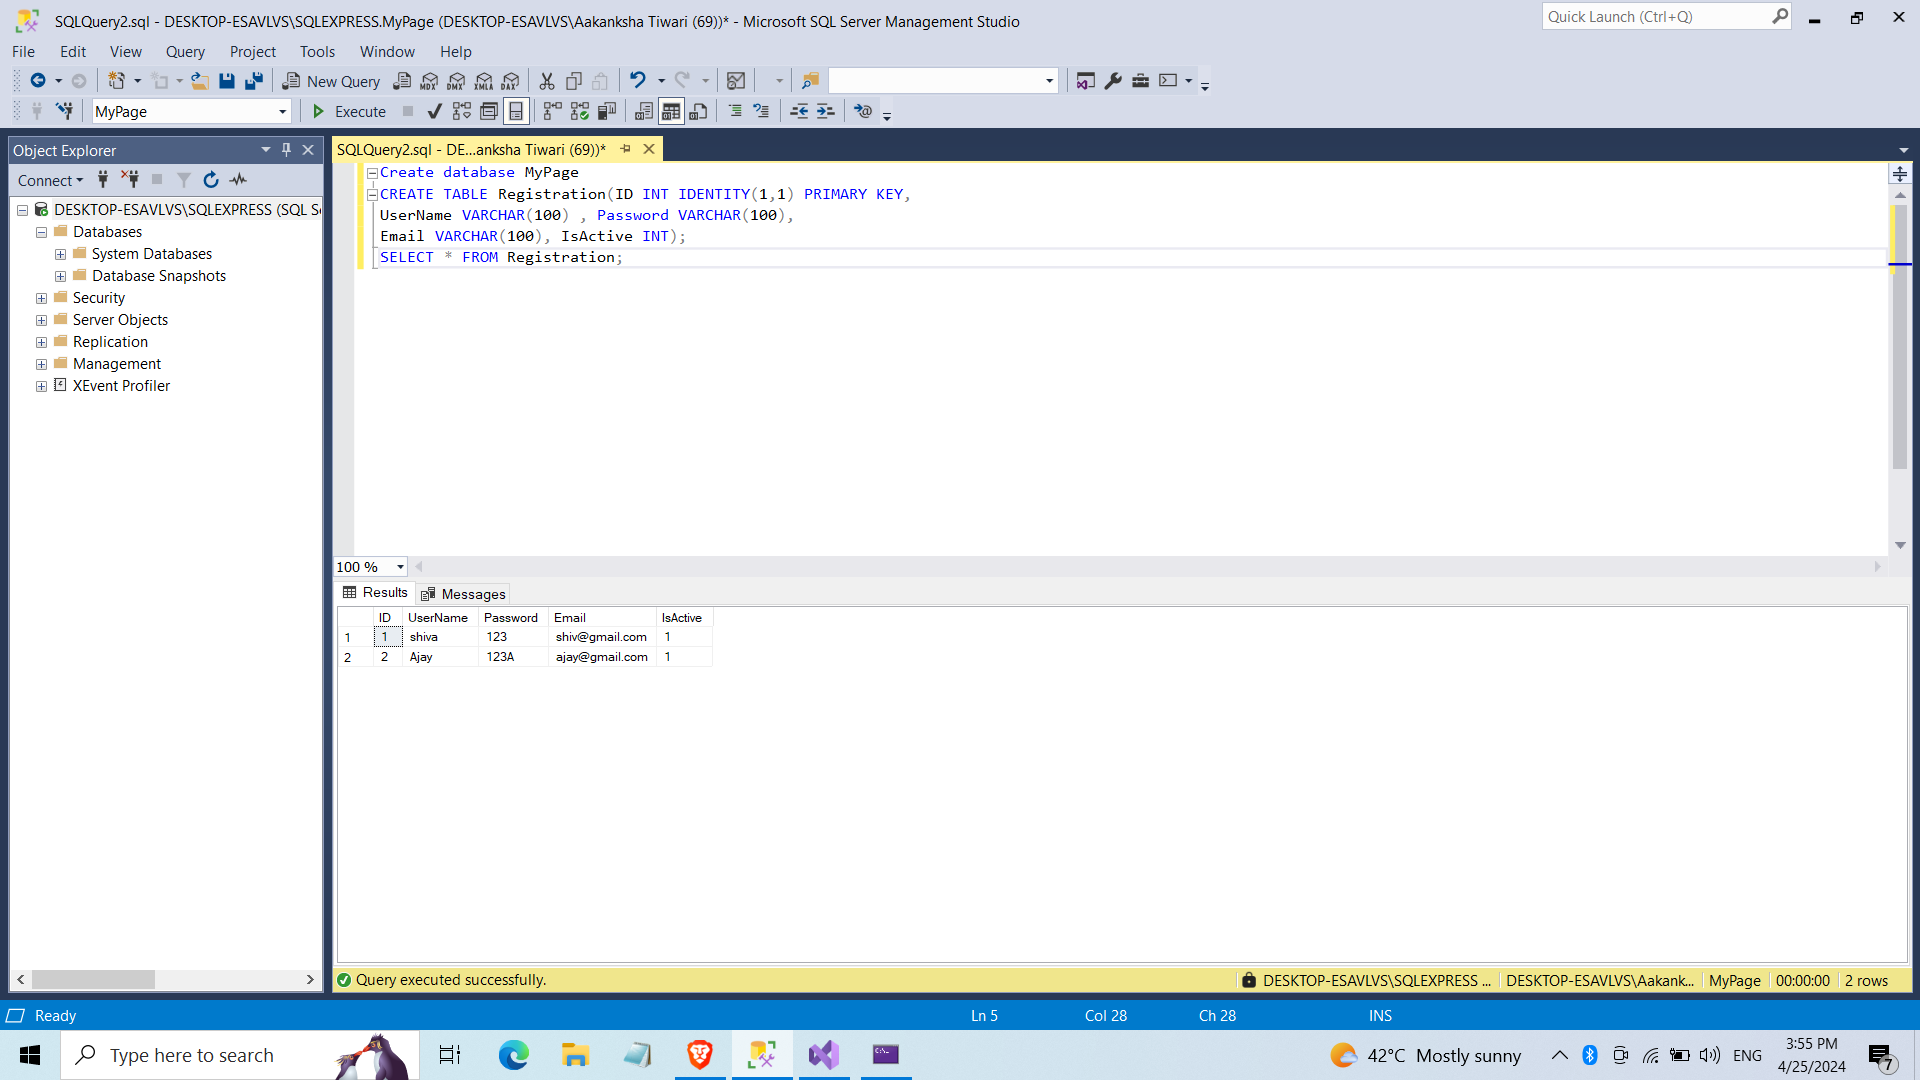 SQLQuery2.sql - DESKTOP-ESAVLVS\SQLEXPRESS.MyPage (DESKTOP-ESAVLVS\Aakanksha Tiwari (69))* - Microsoft SQL Server Management Studio
Quick Launch (Ctrl+Q)
File Edit View Query Project Tools Window Help
New Query MDX DMX XMLA DAX
MyPage Execute
Object Explorer
SQLQuery2.sql - DE...anksha Tiwari (69))*
Connect
DESKTOP-ESAVLVS\SQLEXPRESS (SQL S
Databases
System Databases
Database Snapshots
Security
Server Objects
Replication
Management
XEvent Profiler
Create database MyPage
CREATE TABLE Registration(ID INT IDENTITY(1,1) PRIMARY KEY,
UserName VARCHAR(100) , Password VARCHAR(100),
Email VARCHAR(100), IsActive INT);
SELECT * FROM Registration;
100 %
Results Messages
ID UserName Password Email IsActive
1 1 shiva 123 shiv@gmail.com 1
2 2 Ajay 123A ajay@gmail.com 1
Query executed successfully.
DESKTOP-ESAVLVS\SQLEXPRESS ... DESKTOP-ESAVLVS\Aakank... MyPage 00:00:00 2 rows
Ready Ln 5 Col 28 Ch 28 INS
Type here to search
42°C Mostly sunny
ENG
3:55 PM
4/25/2024
7